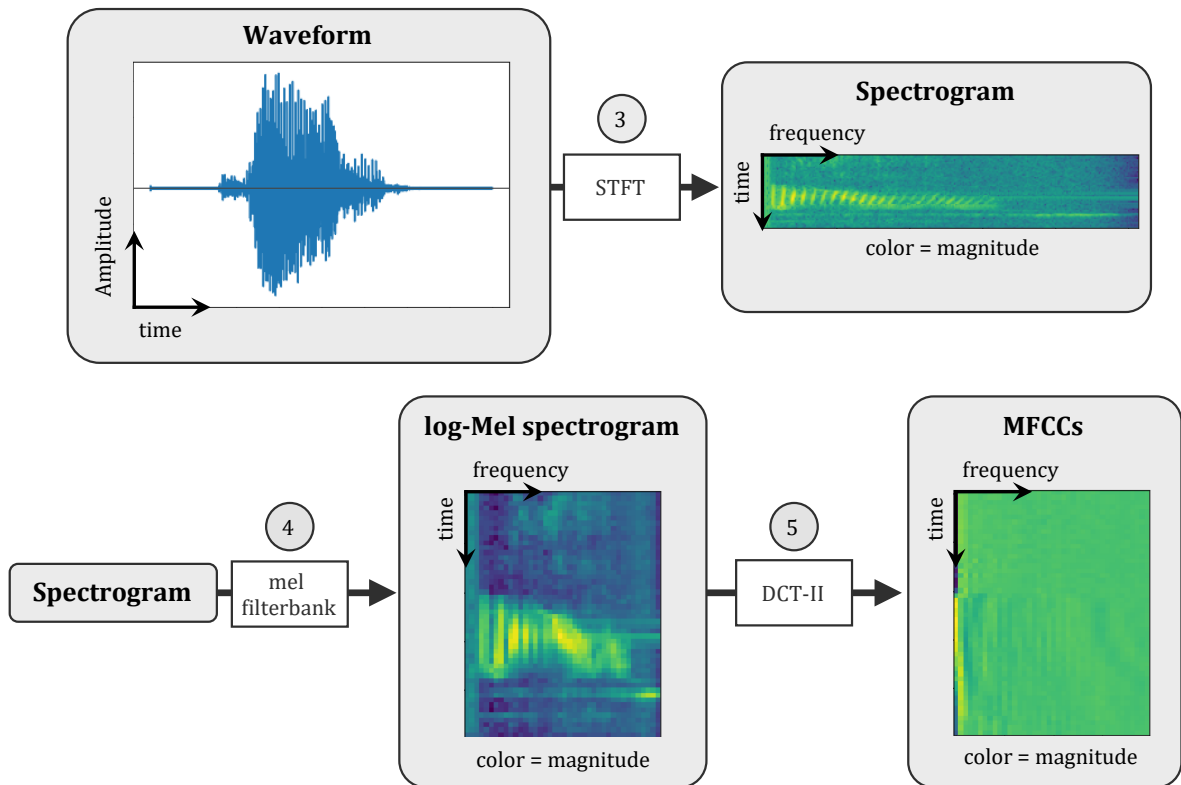 Waveform
Amplitude
time
3
STFT
Spectrogram
frequency
time
color = magnitude
Spectrogram
4
mel
filterbank
log-Mel spectrogram
frequency
time
color = magnitude
5
DCT-II
MFCCs
frequency
time
color = magnitude